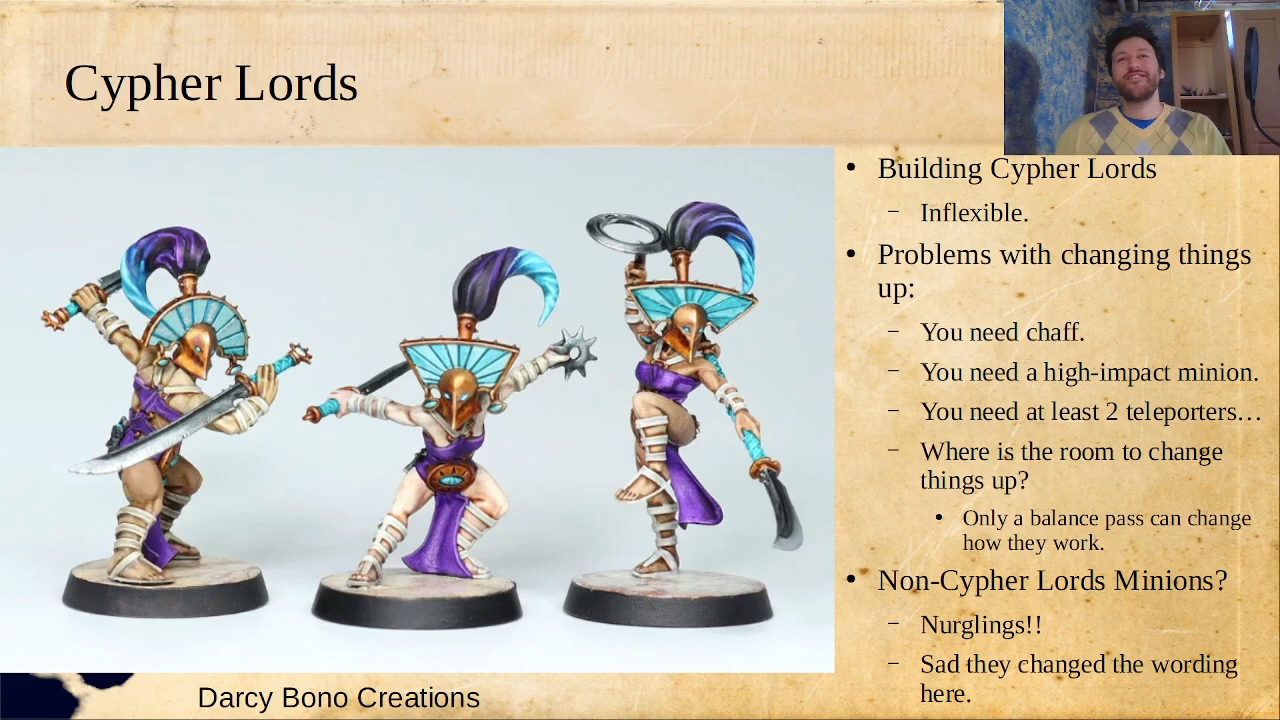 Cypher Lords
Building Cypher Lords
Inflexible.
Problems with changing things
up:
You need chaff.
You need a high-impact minion.
You need at least 2 teleporters…
Where is the room to change
things up?
Only a balance pass can change
how they work.
Non-Cypher Lords Minions?
Nurglings!!
Sad they changed the wording
here.
Darcy Bono Creations